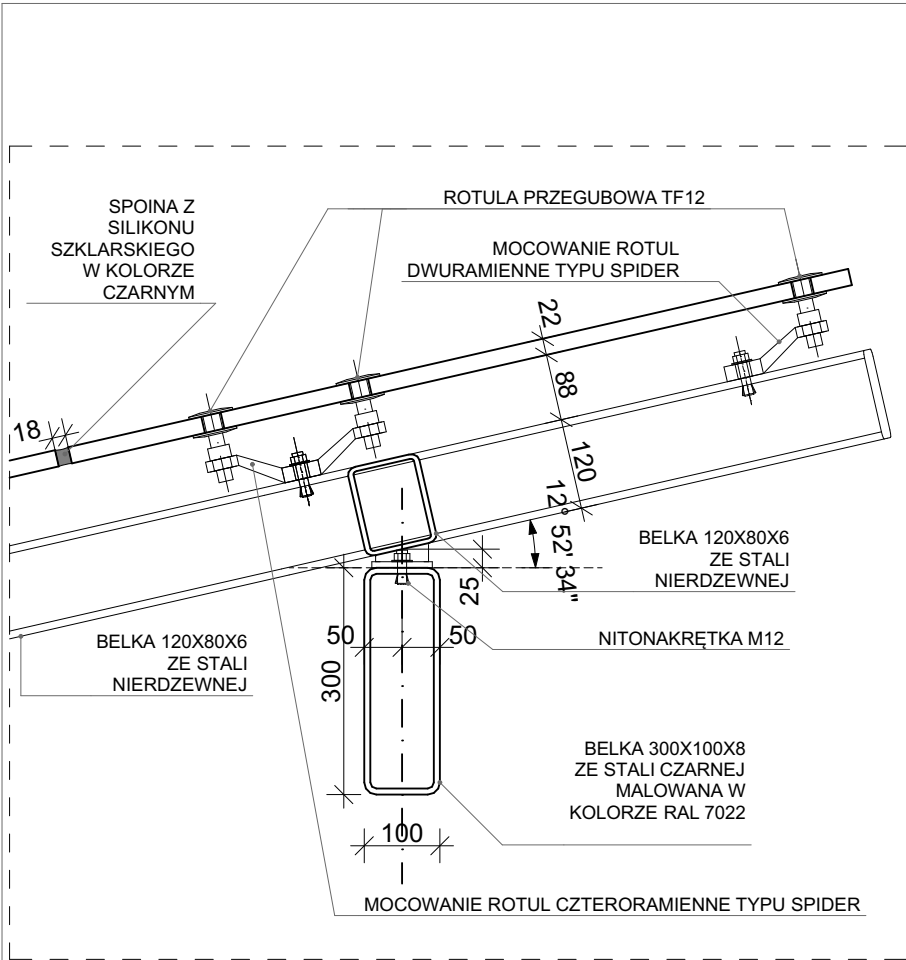 SPOINA Z
SILIKONU
SZKLARSKIEGO
W KOLORZE
CZARNYM
ROTULA PRZEGUBOWA TF12
MOCOWANIE ROTUL
DWURAMIENNE TYPU SPIDER
22
88
120
18
12° 52' 34"
25
BELKA 120X80X6
ZE STALI
NIERDZEWNEJ
NITONAKRĘTKA M12
50
50
300
BELKA 120X80X6
ZE STALI
NIERDZEWNEJ
BELKA 300X100X8
ZE STALI CZARNEJ
MALOWANA W
KOLORZE RAL 7022
100
MOCOWANIE ROTUL CZTERORAMIENNE TYPU SPIDER